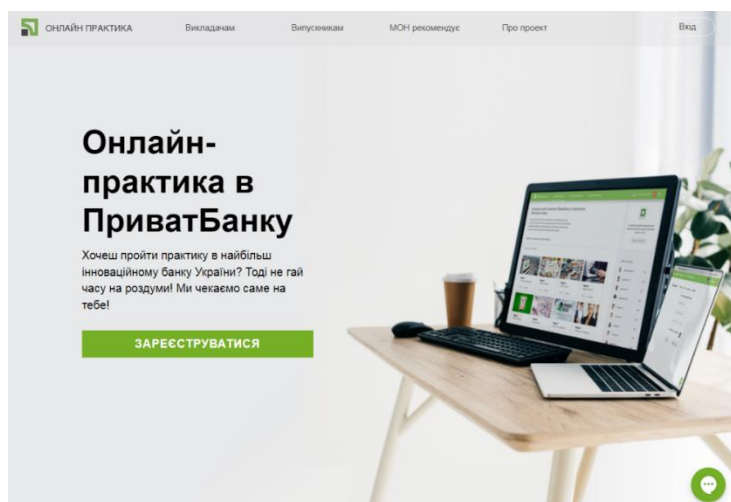 ОНЛАЙН ПРАКТИКА Викладачам Випускникам МОН рекомендує Про проект Вхід
Онлайн-
практика в
ПриватБанку
Хочеш пройти практику в найбільш
інноваційному банку України? Тоді не гай
часу на роздуми! Ми чекаємо саме на
тебе!
ЗАРЕЄСТРУВАТИСЯ